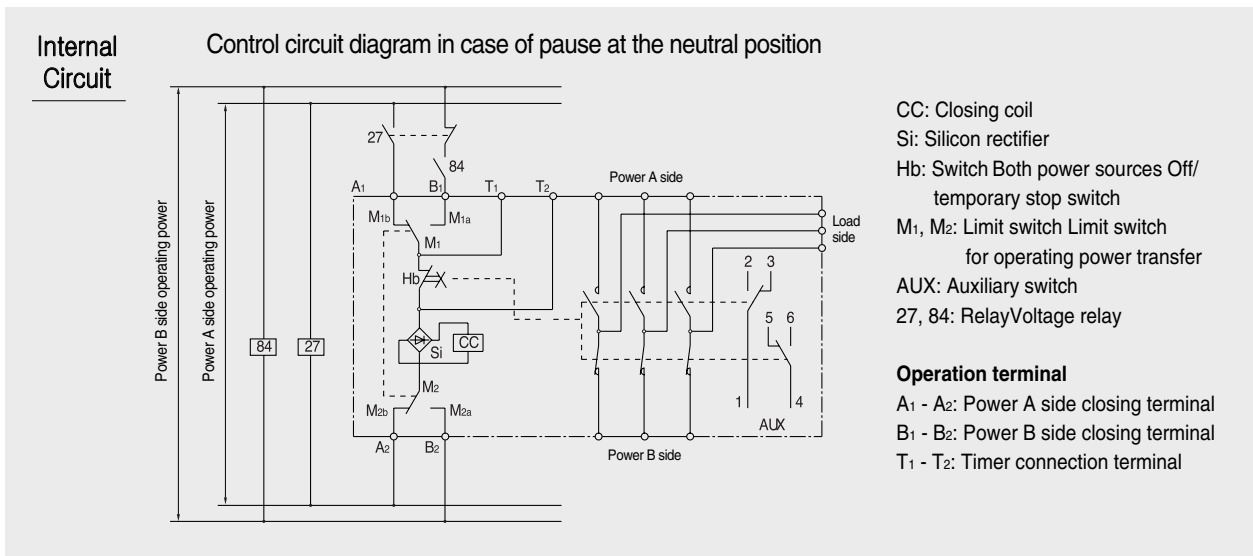 Internal
Circuit
Control circuit diagram in case of pause at the neutral position
Power B side operating power
Power A side operating power
84
27
27
84
A1
B1
T1
T2
Power A side
M1b
M1a
M1
Hb
Load
side
2 3
5 6
Si
CC
M2
M2b
M2a
1
4
AUX
A2
B2
Power B side
CC: Closing coil
Si: Silicon rectifier
Hb: Switch Both power sources Off/
temporary stop switch
M1, M2: Limit switch Limit switch
for operating power transfer
AUX: Auxiliary switch
27, 84: RelayVoltage relay
Operation terminal
A1 - A2: Power A side closing terminal
B1 - B2: Power B side closing terminal
T1 - T2: Timer connection terminal